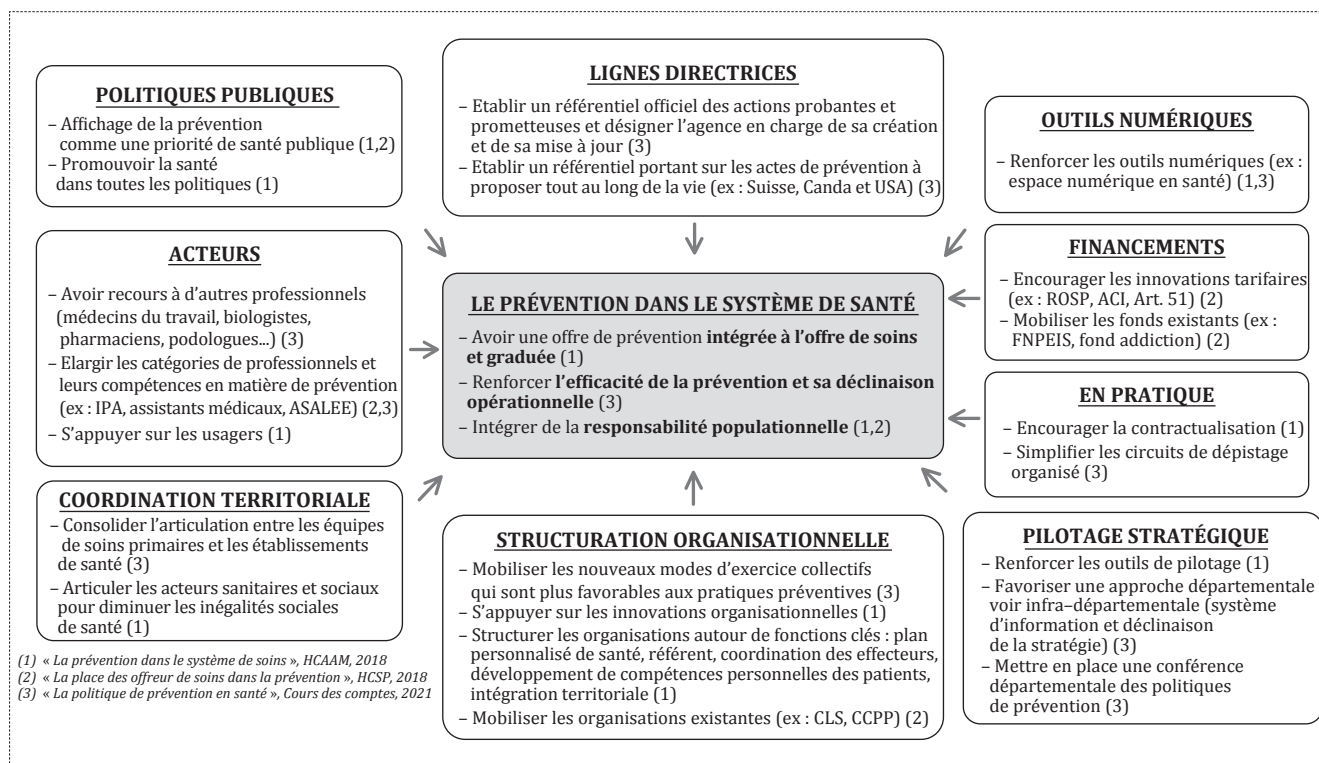 POLITIQUES PUBLIQUES
– Affichage de la prévention
comme une priorité de santé publique (1,2)
– Promouvoir la santé
dans toutes les politiques (1)
LIGNES DIRECTRICES
– Etablir un référentiel officiel des actions probantes et
prometteuses et désigner l’agence en charge de sa création
et de sa mise à jour (3)
– Etablir un référentiel portant sur les actes de prévention à
proposer tout au long de la vie (ex : Suisse, Canda et USA) (3)
OUTILS NUMÉRIQUES
– Renforcer les outils numériques (ex :
espace numérique en santé) (1,3)
ACTEURS
– Avoir recours à d’autres professionnels
(médecins du travail, biologistes,
pharmaciens, podologues...) (3)
– Elargir les catégories de professionnels et
leurs compétences en matière de prévention
(ex : IPA, assistants médicaux, ASALEE) (2,3)
– S’appuyer sur les usagers (1)
LE PRÉVENTION DANS LE SYSTÈME DE SANTÉ
– Avoir une offre de prévention intégrée à l’offre de soins
et graduée (1)
– Renforcer l’efficacité de la prévention et sa déclinaison
opérationnelle (3)
– Intégrer de la responsabilité populationnelle (1,2)
FINANCEMENTS
– Encourager les innovations tarifaires
(ex : ROSP, ACI, Art. 51) (2)
– Mobiliser les fonds existants (ex :
FNPEIS, fond addiction) (2)
EN PRATIQUE
– Encourager la contractualisation (1)
– Simplifier les circuits de dépistage
organisé (3)
COORDINATION TERRITORIALE
– Consolider l’articulation entre les équipes
de soins primaires et les établissements
de santé (3)
– Articuler les acteurs sanitaires et sociaux
pour diminuer les inégalités sociales
de santé (1)
STRUCTURATION ORGANISATIONNELLE
– Mobiliser les nouveaux modes d’exercice collectifs
qui sont plus favorables aux pratiques préventives (3)
– S’appuyer sur les innovations organisationnelles (1)
– Structurer les organisations autour de fonctions clés : plan
personnalisé de santé, référent, coordination des effecteurs,
développement de compétences personnelles des patients,
intégration territoriale (1)
– Mobiliser les organisations existantes (ex : CLS, CCPP) (2)
PILOTAGE STRATÉGIQUE
– Renforcer les outils de pilotage (1)
– Favoriser une approche départementale
voir infra–départementale (système
d’information et déclinaison
de la stratégie) (3)
– Mettre en place une conférence
départementale des politiques
de prévention (3)
(1) « La prévention dans le système de soins », HCAAM, 2018
(2) « La place des offreur de soins dans la prévention », HCSP, 2018
(3) « La politique de prévention en santé », Cours des comptes, 2021